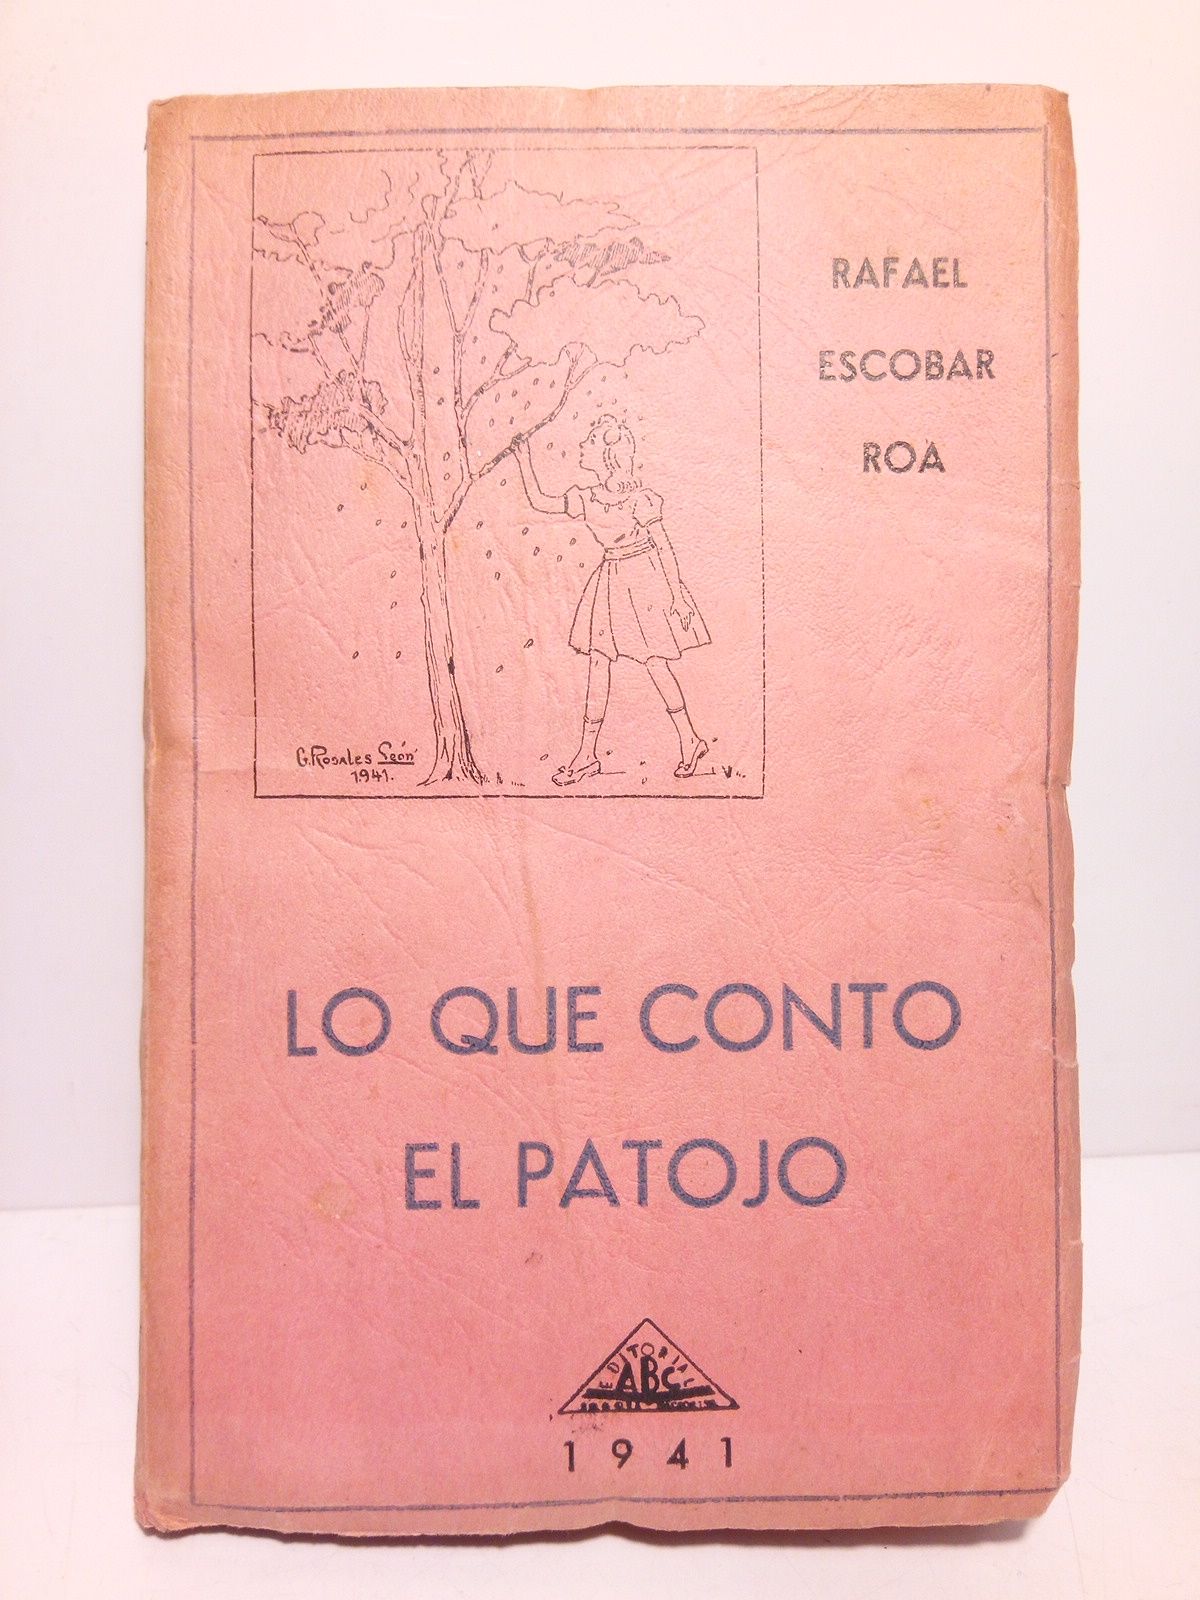 RAFAEL
ESCOBAR
ROA
G. ROSALES León
1941.
LO QUE CONTO
EL PATOJO
EDITORIAL
ABC
1941